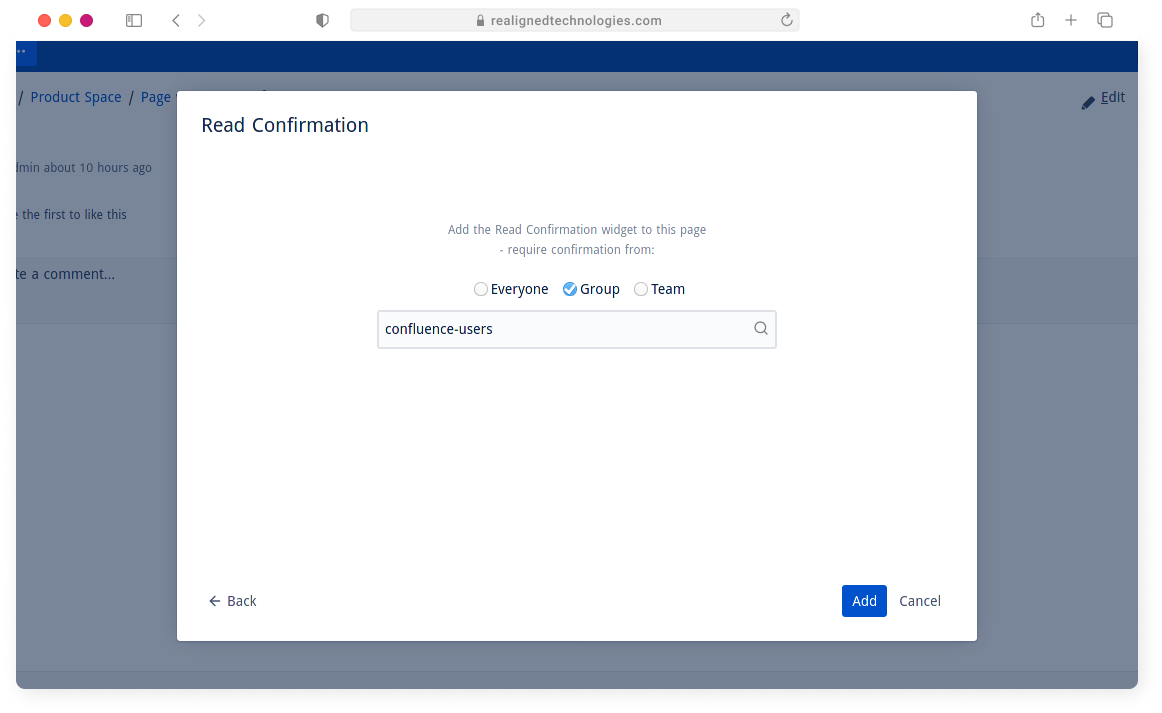 realignedtechnologies.com
/ Product Space / Page
Edit
Read Confirmation
dmin about 10 hours ago
the first to like this
Add the Read Confirmation widget to this page
- require confirmation from:
te a comment...
Everyone Group Team
confluence-users
Back
Add Cancel